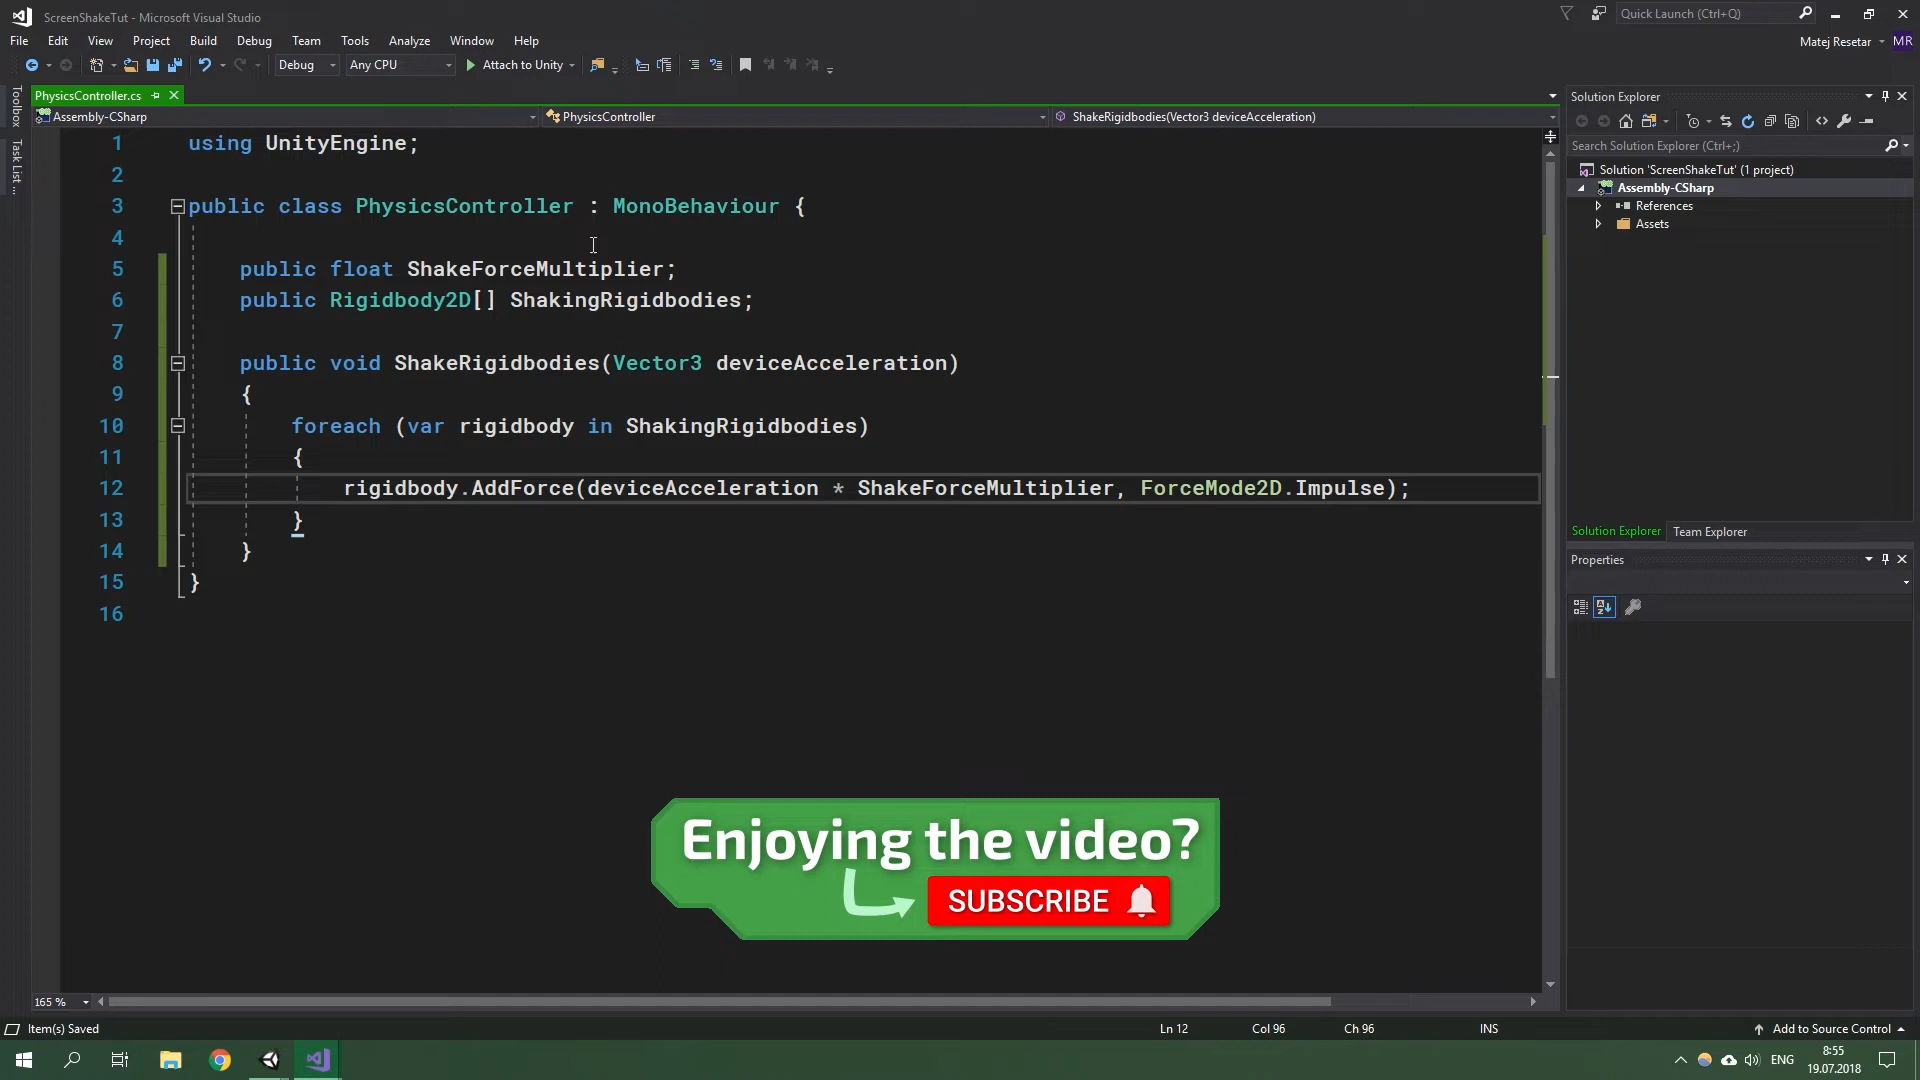 ScreenShakeTut - Microsoft Visual Studio
Quick Launch (Ctrl+Q)
File Edit View Project Build Debug Team Tools Analyze Window Help
Matej Resetar MR
Debug Any CPU Attach to Unity
Toolbox
Task List ...
PhysicsController.cs
Assembly-CSharp PhysicsController ShakeRigidbodies(Vector3 deviceAcceleration)
1 using UnityEngine;
2
3 public class PhysicsController : MonoBehaviour {
4
5 public float ShakeForceMultiplier;
6 public Rigidbody2D[] ShakingRigidbodies;
7
8 public void ShakeRigidbodies(Vector3 deviceAcceleration)
9 {
10 foreach (var rigidbody in ShakingRigidbodies)
11 {
12 rigidbody.AddForce(deviceAcceleration * ShakeForceMultiplier, ForceMode2D.Impulse);
13 }
14 }
15 }
16
Solution Explorer
Search Solution Explorer (Ctrl+;)
Solution 'ScreenShakeTut' (1 project)
Assembly-CSharp
References
Assets
Solution Explorer Team Explorer
Properties
Enjoying the video?
SUBSCRIBE
165 %
Item(s) Saved Ln 12 Col 96 Ch 96 INS Add to Source Control
ENG 8:55
19.07.2018